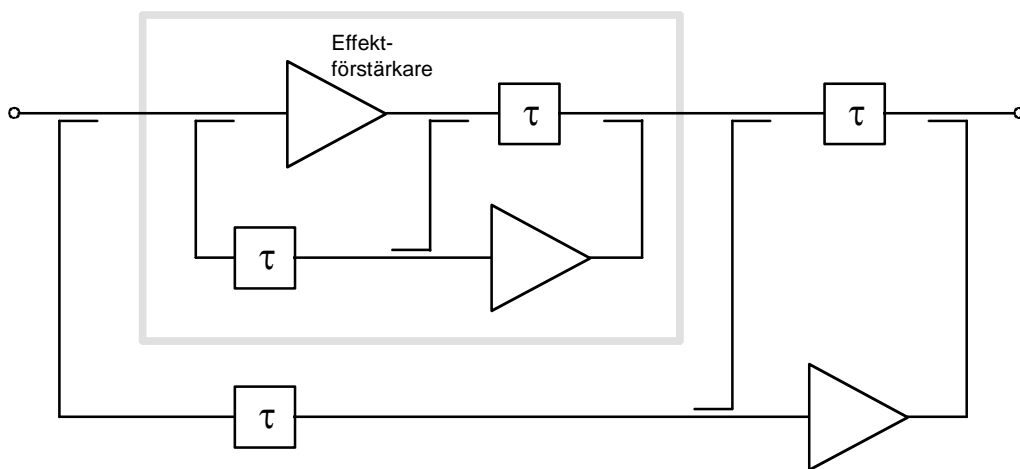 Effekt-
förstärkare
τ
τ
τ
τ